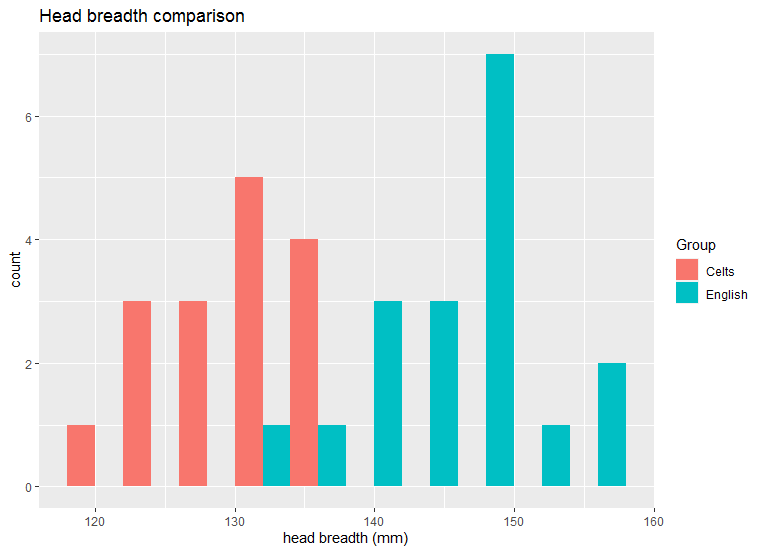 Head breadth comparison
6
4
2
0
count
120 130 140 150 160
head breadth (mm)
Group
Celts
English